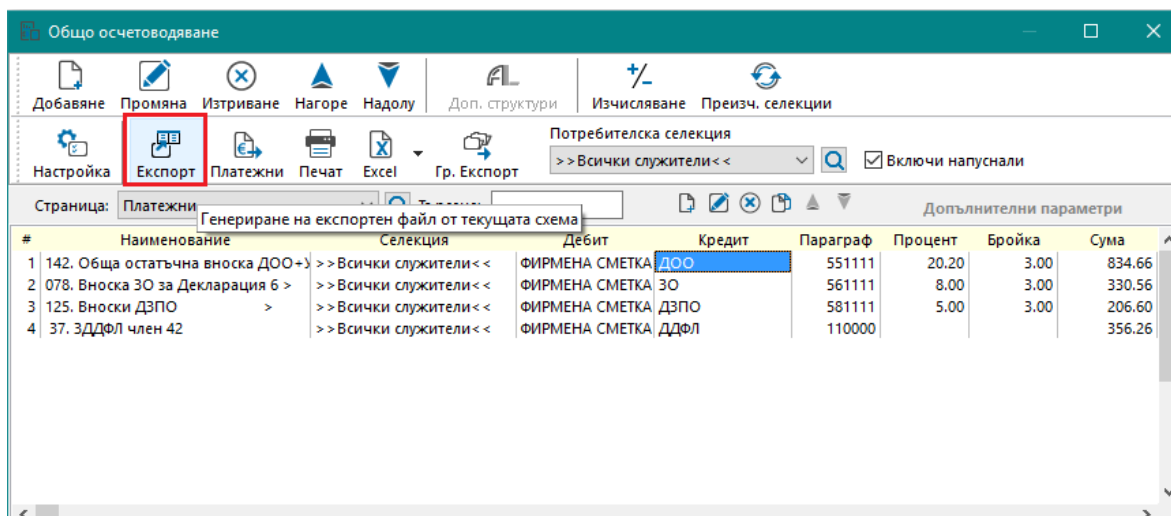 Общо осчетоводяване
Добавяне Промяна Изтриване Нагоре Надолу Доп. структури Изчисляване Преизч. селекции
Потребителска селекция
>>Всички служители<< Включи напуснали
Настройка Експорт Платежни Печат Excel Гр. Експорт
Страница: Платежни Допълнителни параметри
Генериране на експортен файл от текущата схема
# Наименование Селекция Дебит Кредит Параграф Процент Бройка Сума
1 142. Обща остатъчна вноска ДОО+ >>Всички служители<< ФИРМЕНА СМЕТКА ДОО 551111 20.20 3.00 834.66
2 078. Вноска ЗО за Декларация 6 > >>Всички служители<< ФИРМЕНА СМЕТКА ЗО 561111 8.00 3.00 330.56
3 125. Вноски ДЗПО > >>Всички служители<< ФИРМЕНА СМЕТКА ДЗПО 581111 5.00 3.00 206.60
4 37. ЗДДФЛ член 42 >>Всички служители<< ФИРМЕНА СМЕТКА ДДФЛ 110000 356.26